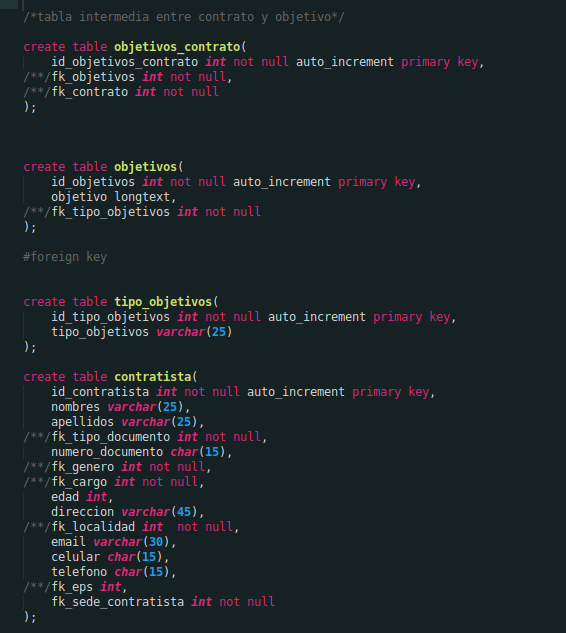 /*tabla intermedia entre contrato y objetivo*/
create table objetivos_contrato(
    id_objetivos_contrato int not null auto_increment primary key,
/**/fk_objetivos int not null,
/**/fk_contrato int not null
);
create table objetivos(
    id_objetivos int not null auto_increment primary key,
    objetivo longtext,
/**/fk_tipo_objetivos int not null
);
#foreign key
create table tipo_objetivos(
    id_tipo_objetivos int not null auto_increment primary key,
    tipo_objetivos varchar(25)
);
create table contratista(
    id_contratista int not null auto_increment primary key,
    nombres varchar(25),
    apellidos varchar(25),
/**/fk_tipo_documento int not null,
    numero_documento char(15),
/**/fk_genero int not null,
/**/fk_cargo int not null,
    edad int,
    direccion varchar(45),
/**/fk_localidad int  not null,
    email varchar(30),
    celular char(15),
    telefono char(15),
/**/fk_eps int,
    fk_sede_contratista int not null
);